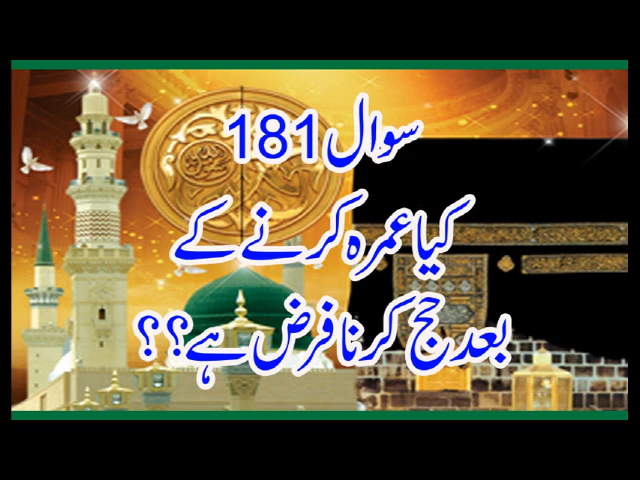 سوال 181
کیا عمرہ کرنے کے
بعد حج کرنا فرض ہے؟؟